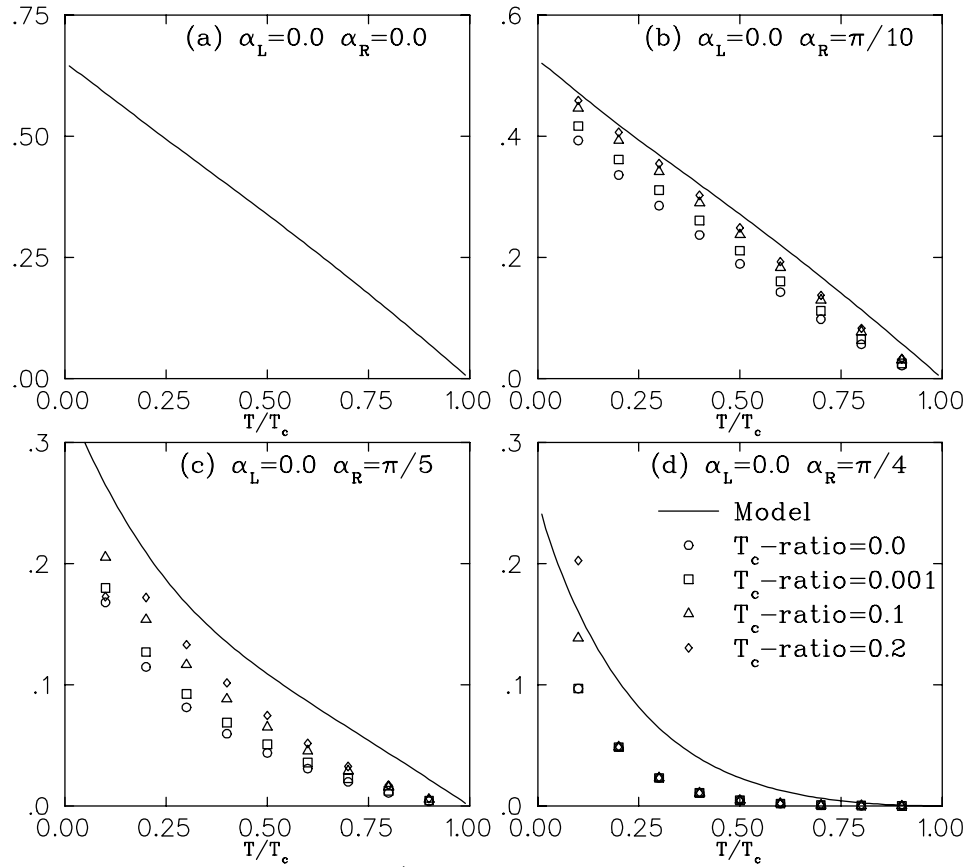 (a) α_L=0.0 α_R=0.0
.75
.50
.25
.00
0.00 0.25 0.50 0.75 1.00
T/T_c
(b) α_L=0.0 α_R=π/10
.6
.4
.2
.0
0.00 0.25 0.50 0.75 1.00
T/T_c
(c) α_L=0.0 α_R=π/5
.3
.2
.1
.0
0.00 0.25 0.50 0.75 1.00
T/T_c
(d) α_L=0.0 α_R=π/4
Model
T_c-ratio=0.0
T_c-ratio=0.001
T_c-ratio=0.1
T_c-ratio=0.2
.3
.2
.1
.0
0.00 0.25 0.50 0.75 1.00
T/T_c